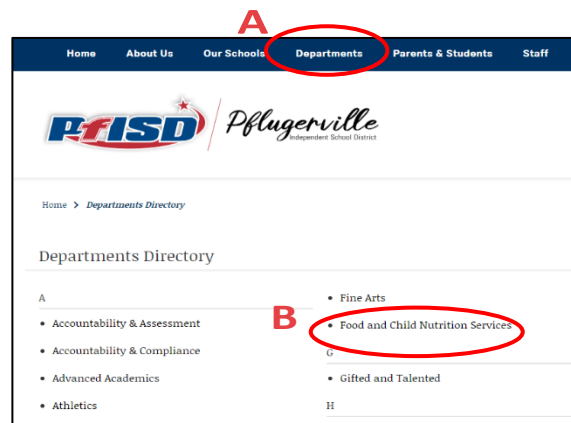 A
Home About Us Our Schools Departments Parents & Students Staff
PfISD Pflugerville
Independent School District
Home > Departments Directory
Departments Directory
A
• Accountability & Assessment
• Accountability & Compliance
• Advanced Academics
• Athletics
• Fine Arts
B
• Food and Child Nutrition Services
G
• Gifted and Talented
H